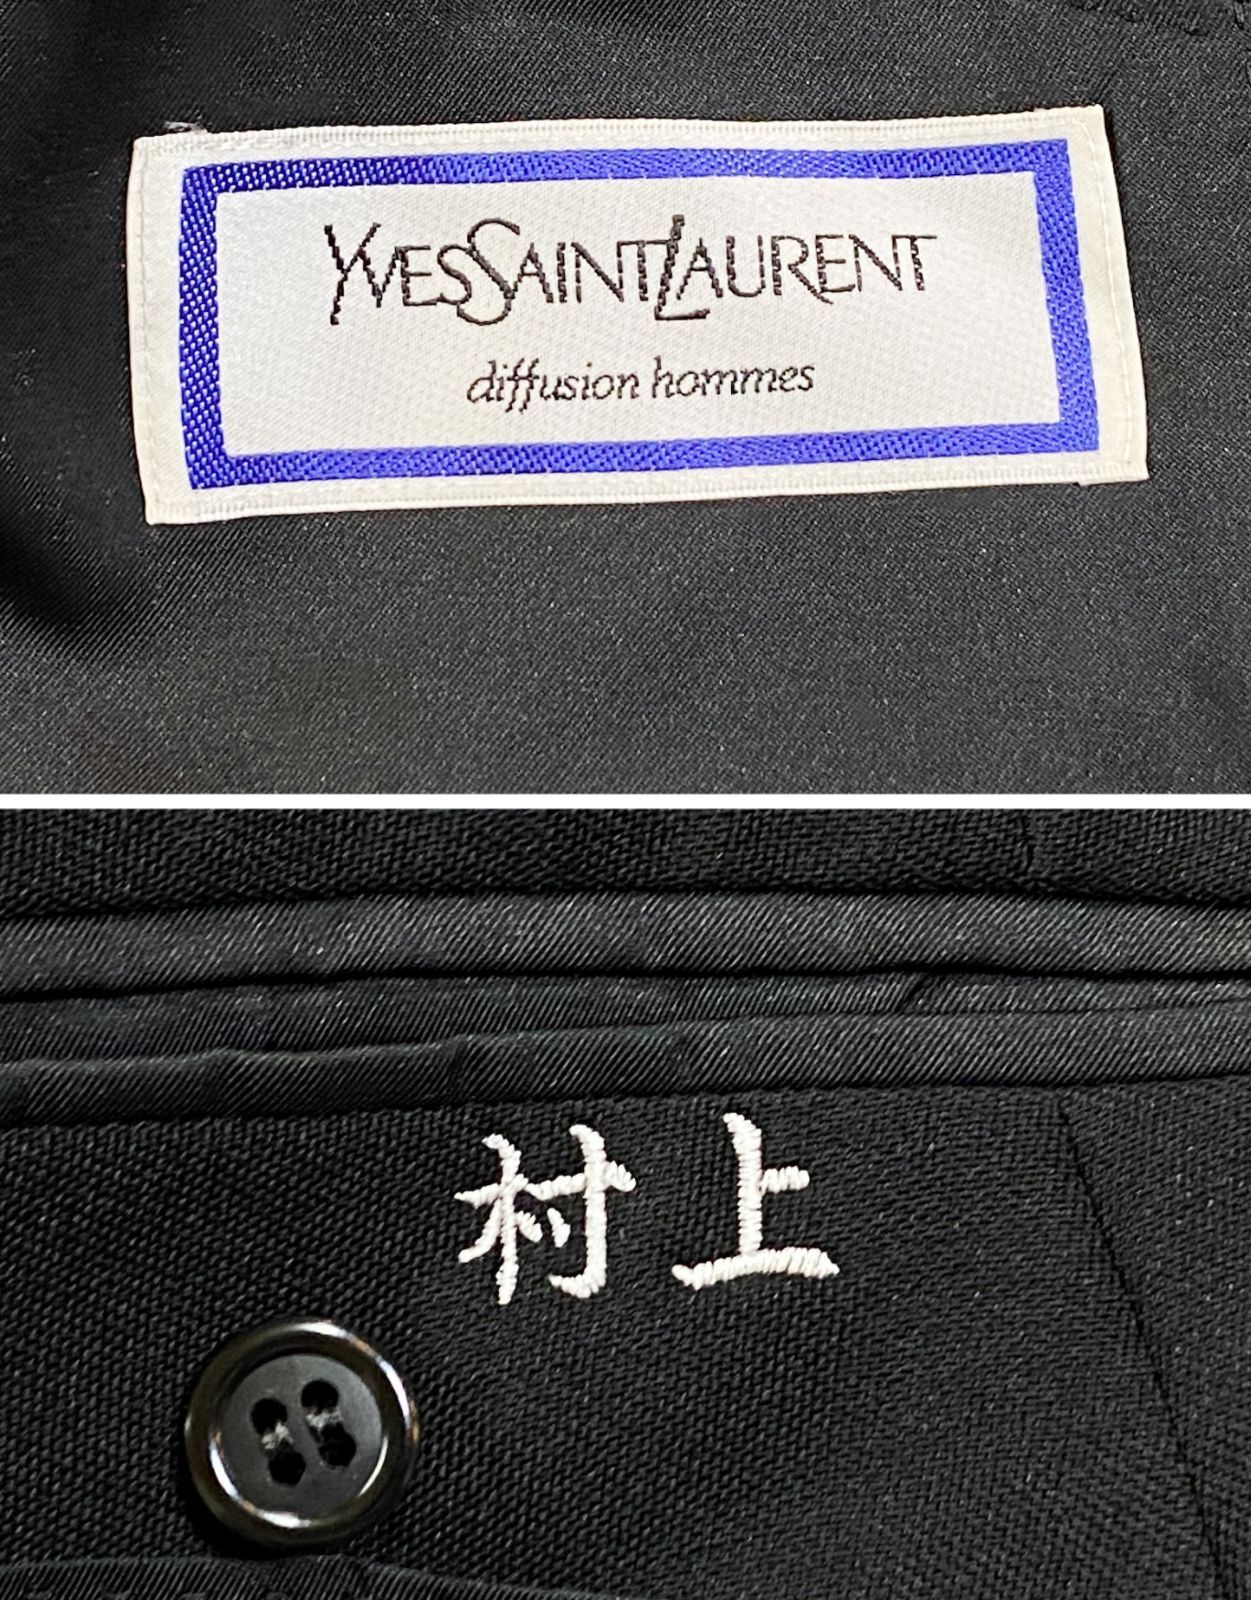 YVESSAINTLAURENT
diffusion hommes
村上